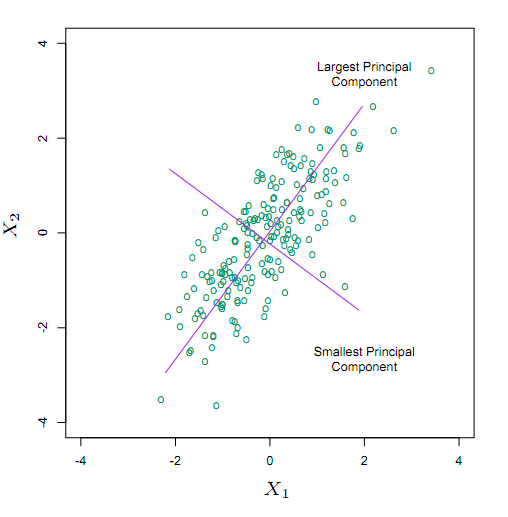 4
Largest Principal
Component
2
X2
0
-2
Smallest Principal
Component
-4
-4
-2
0
2
4
X1